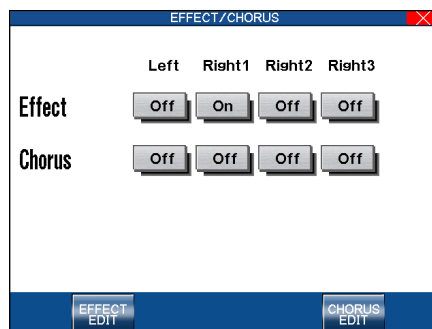 EFFECT/CHORUS
Left Right1 Right2 Right3
Effect Off On Off Off
Chorus Off Off Off Off
EFFECT EDIT
CHORUS EDIT